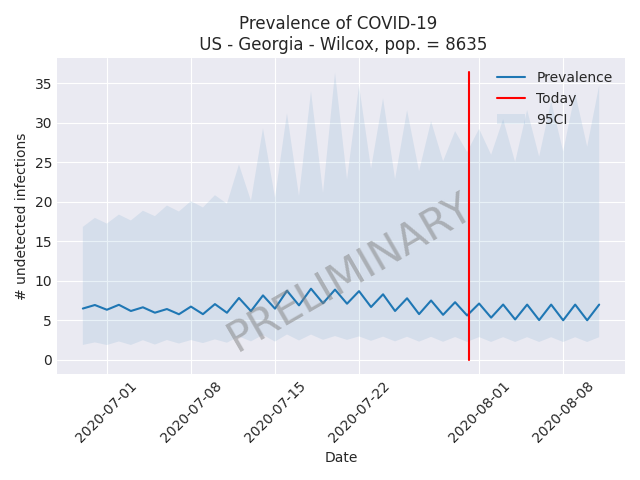 Prevalence of COVID-19
US - Georgia - Wilcox, pop. = 8635
# undetected infections
35
30
25
20
15
10
5
0
Prevalence
Today
95CI
PRELIMINARY
2020-07-01
2020-07-08
2020-07-15
2020-07-22
2020-08-01
2020-08-08
Date